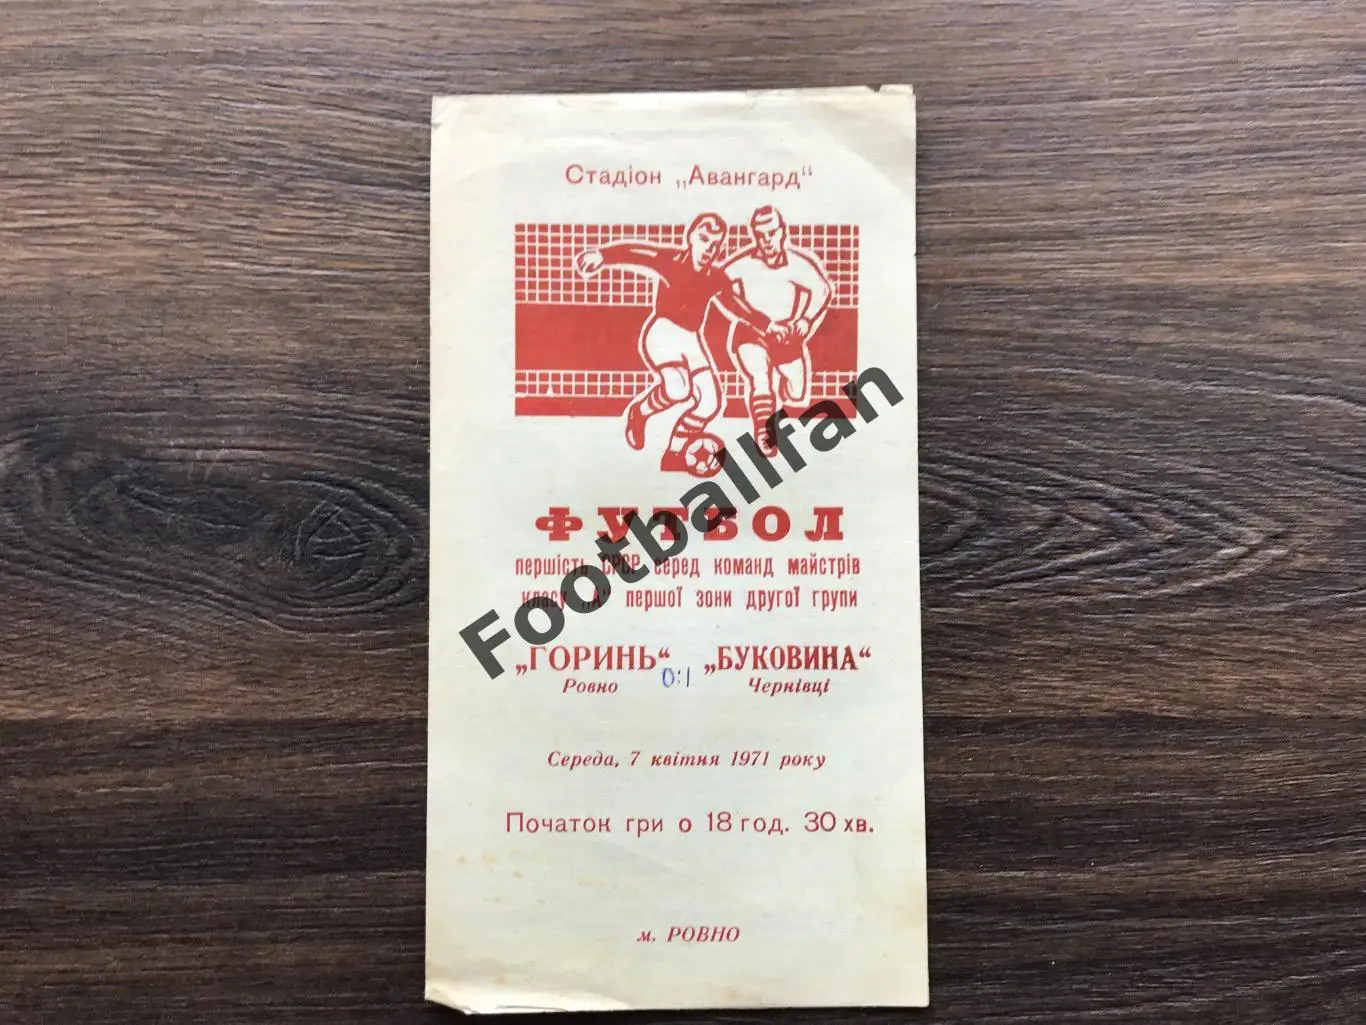 Стадіон „Авангард"
ФУТБОЛ
першість СРСР серед команд майстрів
класу „А" першої зони другої групи
„ГОРИНЬ" „БУКОВИНА"
Ровно 0:1 Чернівці
Середа, 7 квітня 1971 року
Початок гри о 18 год. 30 хв.
м. РОВНО
Footballfan